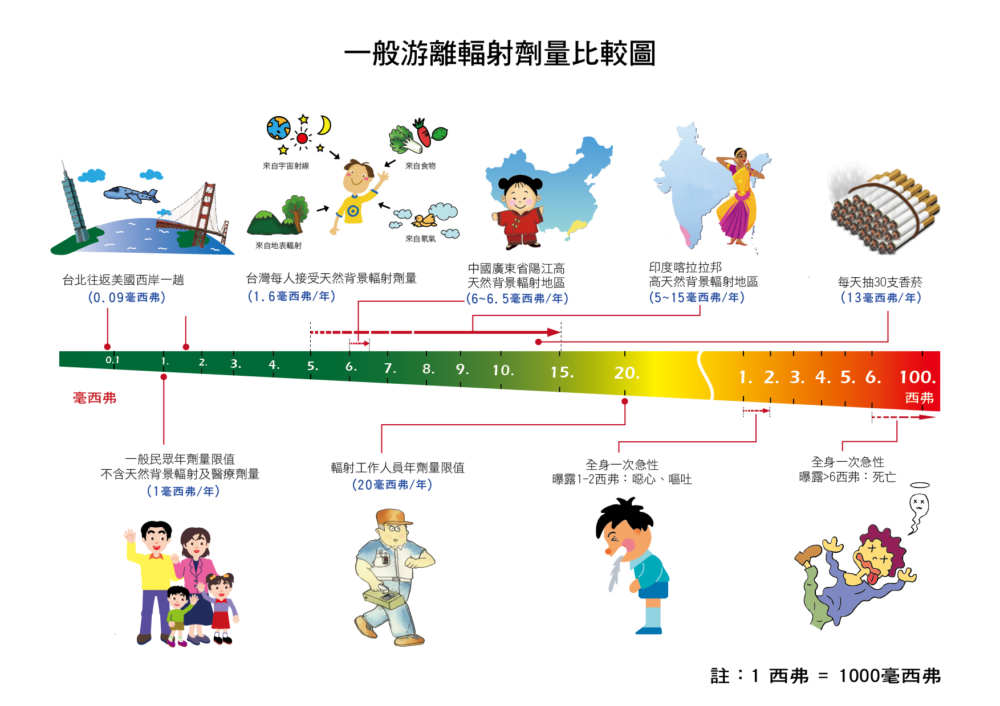 一般游離輻射劑量比較圖
來自宇宙射線
來自食物
來自地表輻射
來自氡氣
台北往返美國西岸一趟
(0.09毫西弗)
台灣每人接受天然背景輻射劑量
(1.6毫西弗/年)
中國廣東省陽江高
天然背景輻射地區
(6~6.5毫西弗/年)
印度喀拉拉邦
高天然背景輻射地區
(5~15毫西弗/年)
每天抽30支香菸
(13毫西弗/年)
0.1 1. 2. 3. 4. 5. 6. 7. 8. 9. 10. 15. 20. 1. 2. 3. 4. 5. 6. 100.
毫西弗
西弗
一般民眾年劑量限值
不含天然背景輻射及醫療劑量
(1毫西弗/年)
輻射工作人員年劑量限值
(20毫西弗/年)
全身一次急性
曝露1-2西弗：噁心、嘔吐
全身一次急性
曝露>6西弗：死亡
註：1 西弗 = 1000毫西弗